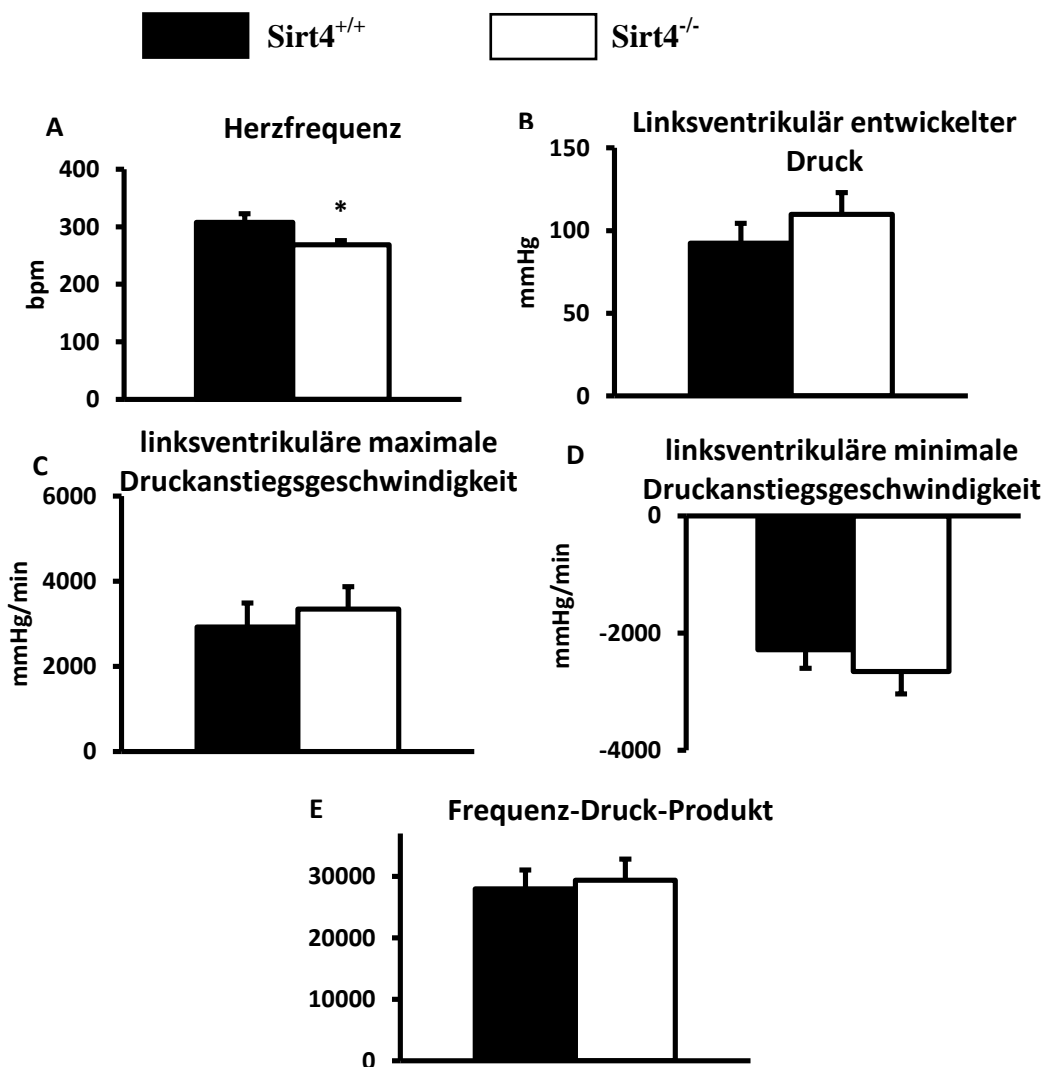 Sirt4+/+ Sirt4-/-
A Herzfrequenz
400
300
200
100
0
bpm
*
B Linksventrikulär entwickelter
Druck
150
100
50
0
mmHg
C linksventrikuläre maximale
Druckanstiegsgeschwindigkeit
6000
4000
2000
0
mmHg/min
D linksventrikuläre minimale
Druckanstiegsgeschwindigkeit
0
-2000
-4000
mmHg/min
E Frequenz-Druck-Produkt
30000
20000
10000
0